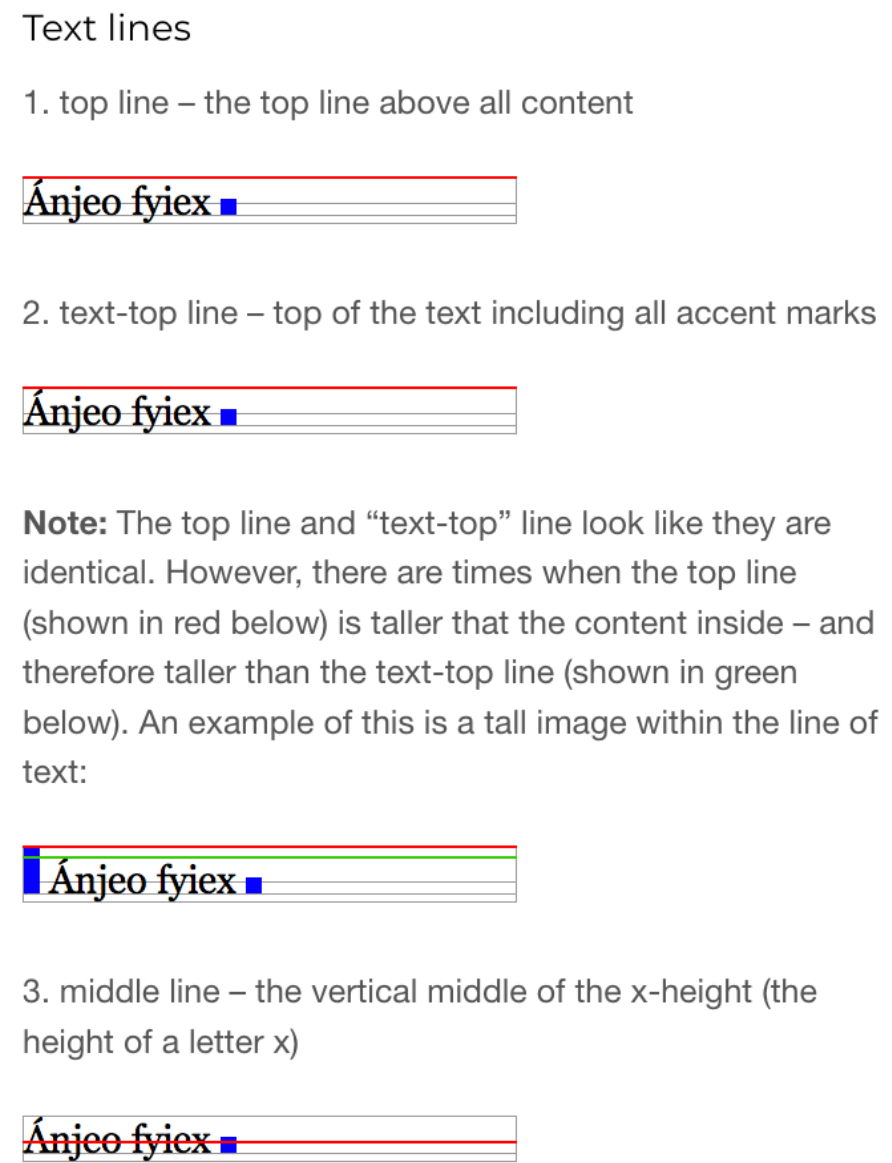 Text lines
1. top line – the top line above all content
Ánjeo fyiex
2. text-top line – top of the text including all accent marks
Ánjeo fyiex
Note: The top line and “text-top” line look like they are
identical. However, there are times when the top line
(shown in red below) is taller that the content inside – and
therefore taller than the text-top line (shown in green
below). An example of this is a tall image within the line of
text:
Ánjeo fyiex
3. middle line – the vertical middle of the x-height (the
height of a letter x)
Ánjeo fyiex